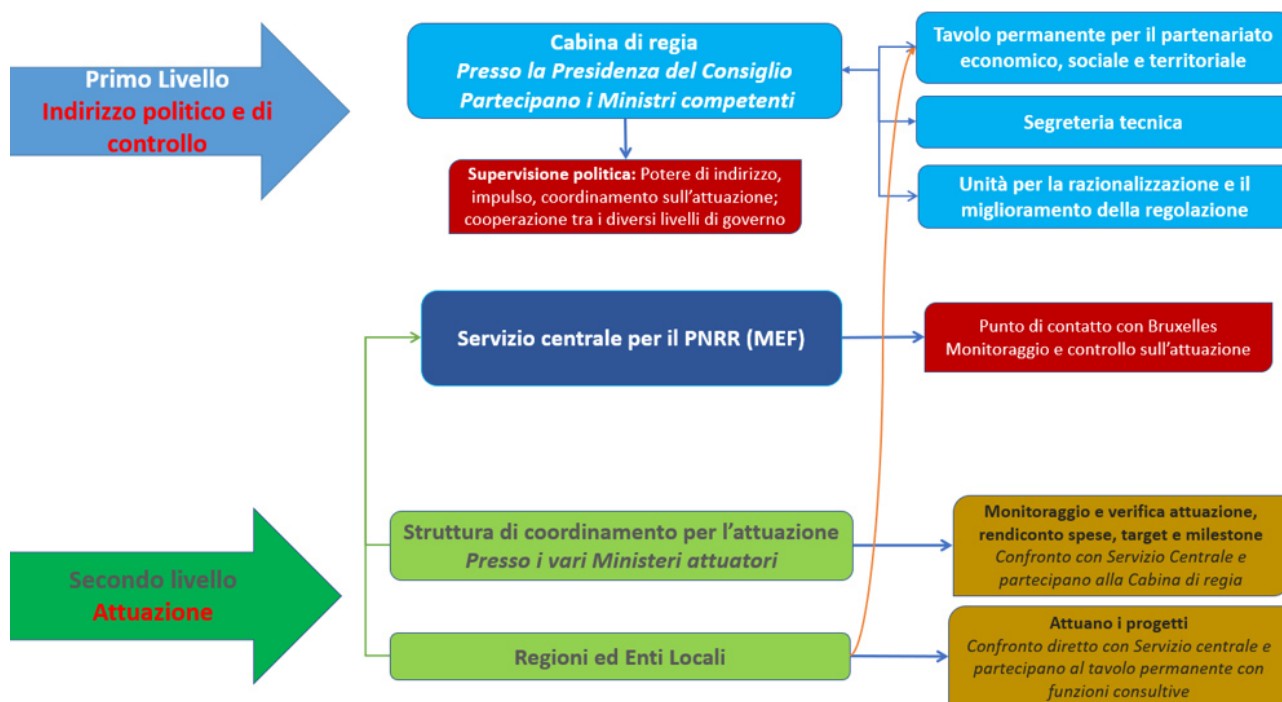 Primo Livello
Indirizzo politico e di
controllo
Cabina di regia
Presso la Presidenza del Consiglio
Partecipano i Ministri competenti
Tavolo permanente per il partenariato
economico, sociale e territoriale
Segreteria tecnica
Unità per la razionalizzazione e il
miglioramento della regolazione
Supervisione politica: Potere di indirizzo,
impulso, coordinamento sull'attuazione;
cooperazione tra i diversi livelli di governo
Servizio centrale per il PNRR (MEF)
Punto di contatto con Bruxelles
Monitoraggio e controllo sull'attuazione
Secondo livello
Attuazione
Struttura di coordinamento per l'attuazione
Presso i vari Ministeri attuatori
Monitoraggio e verifica attuazione,
rendiconto spese, target e milestone
Confronto con Servizio Centrale e
partecipano alla Cabina di regia
Regioni ed Enti Locali
Attuano i progetti
Confronto diretto con Servizio centrale e
partecipano al tavolo permanente con
funzioni consultive